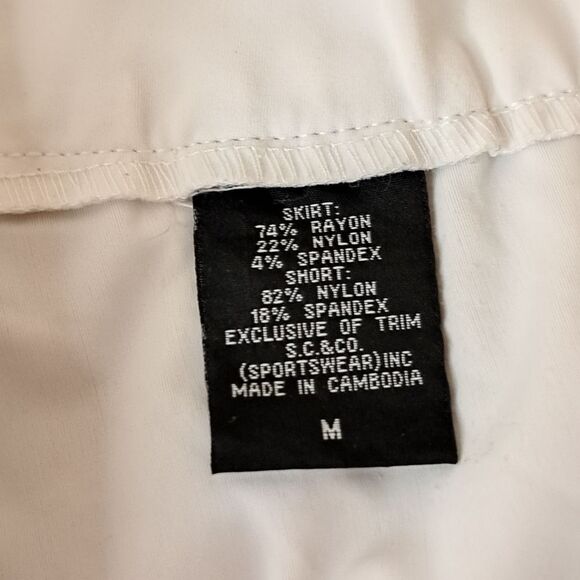 SKIRT:
74% RAYON
22% NYLON
4% SPANDEX
SHORT:
82% NYLON
18% SPANDEX
EXCLUSIVE OF TRIM
S.C.&CO.
(SPORTSWEAR)INC
MADE IN CAMBODIA
M